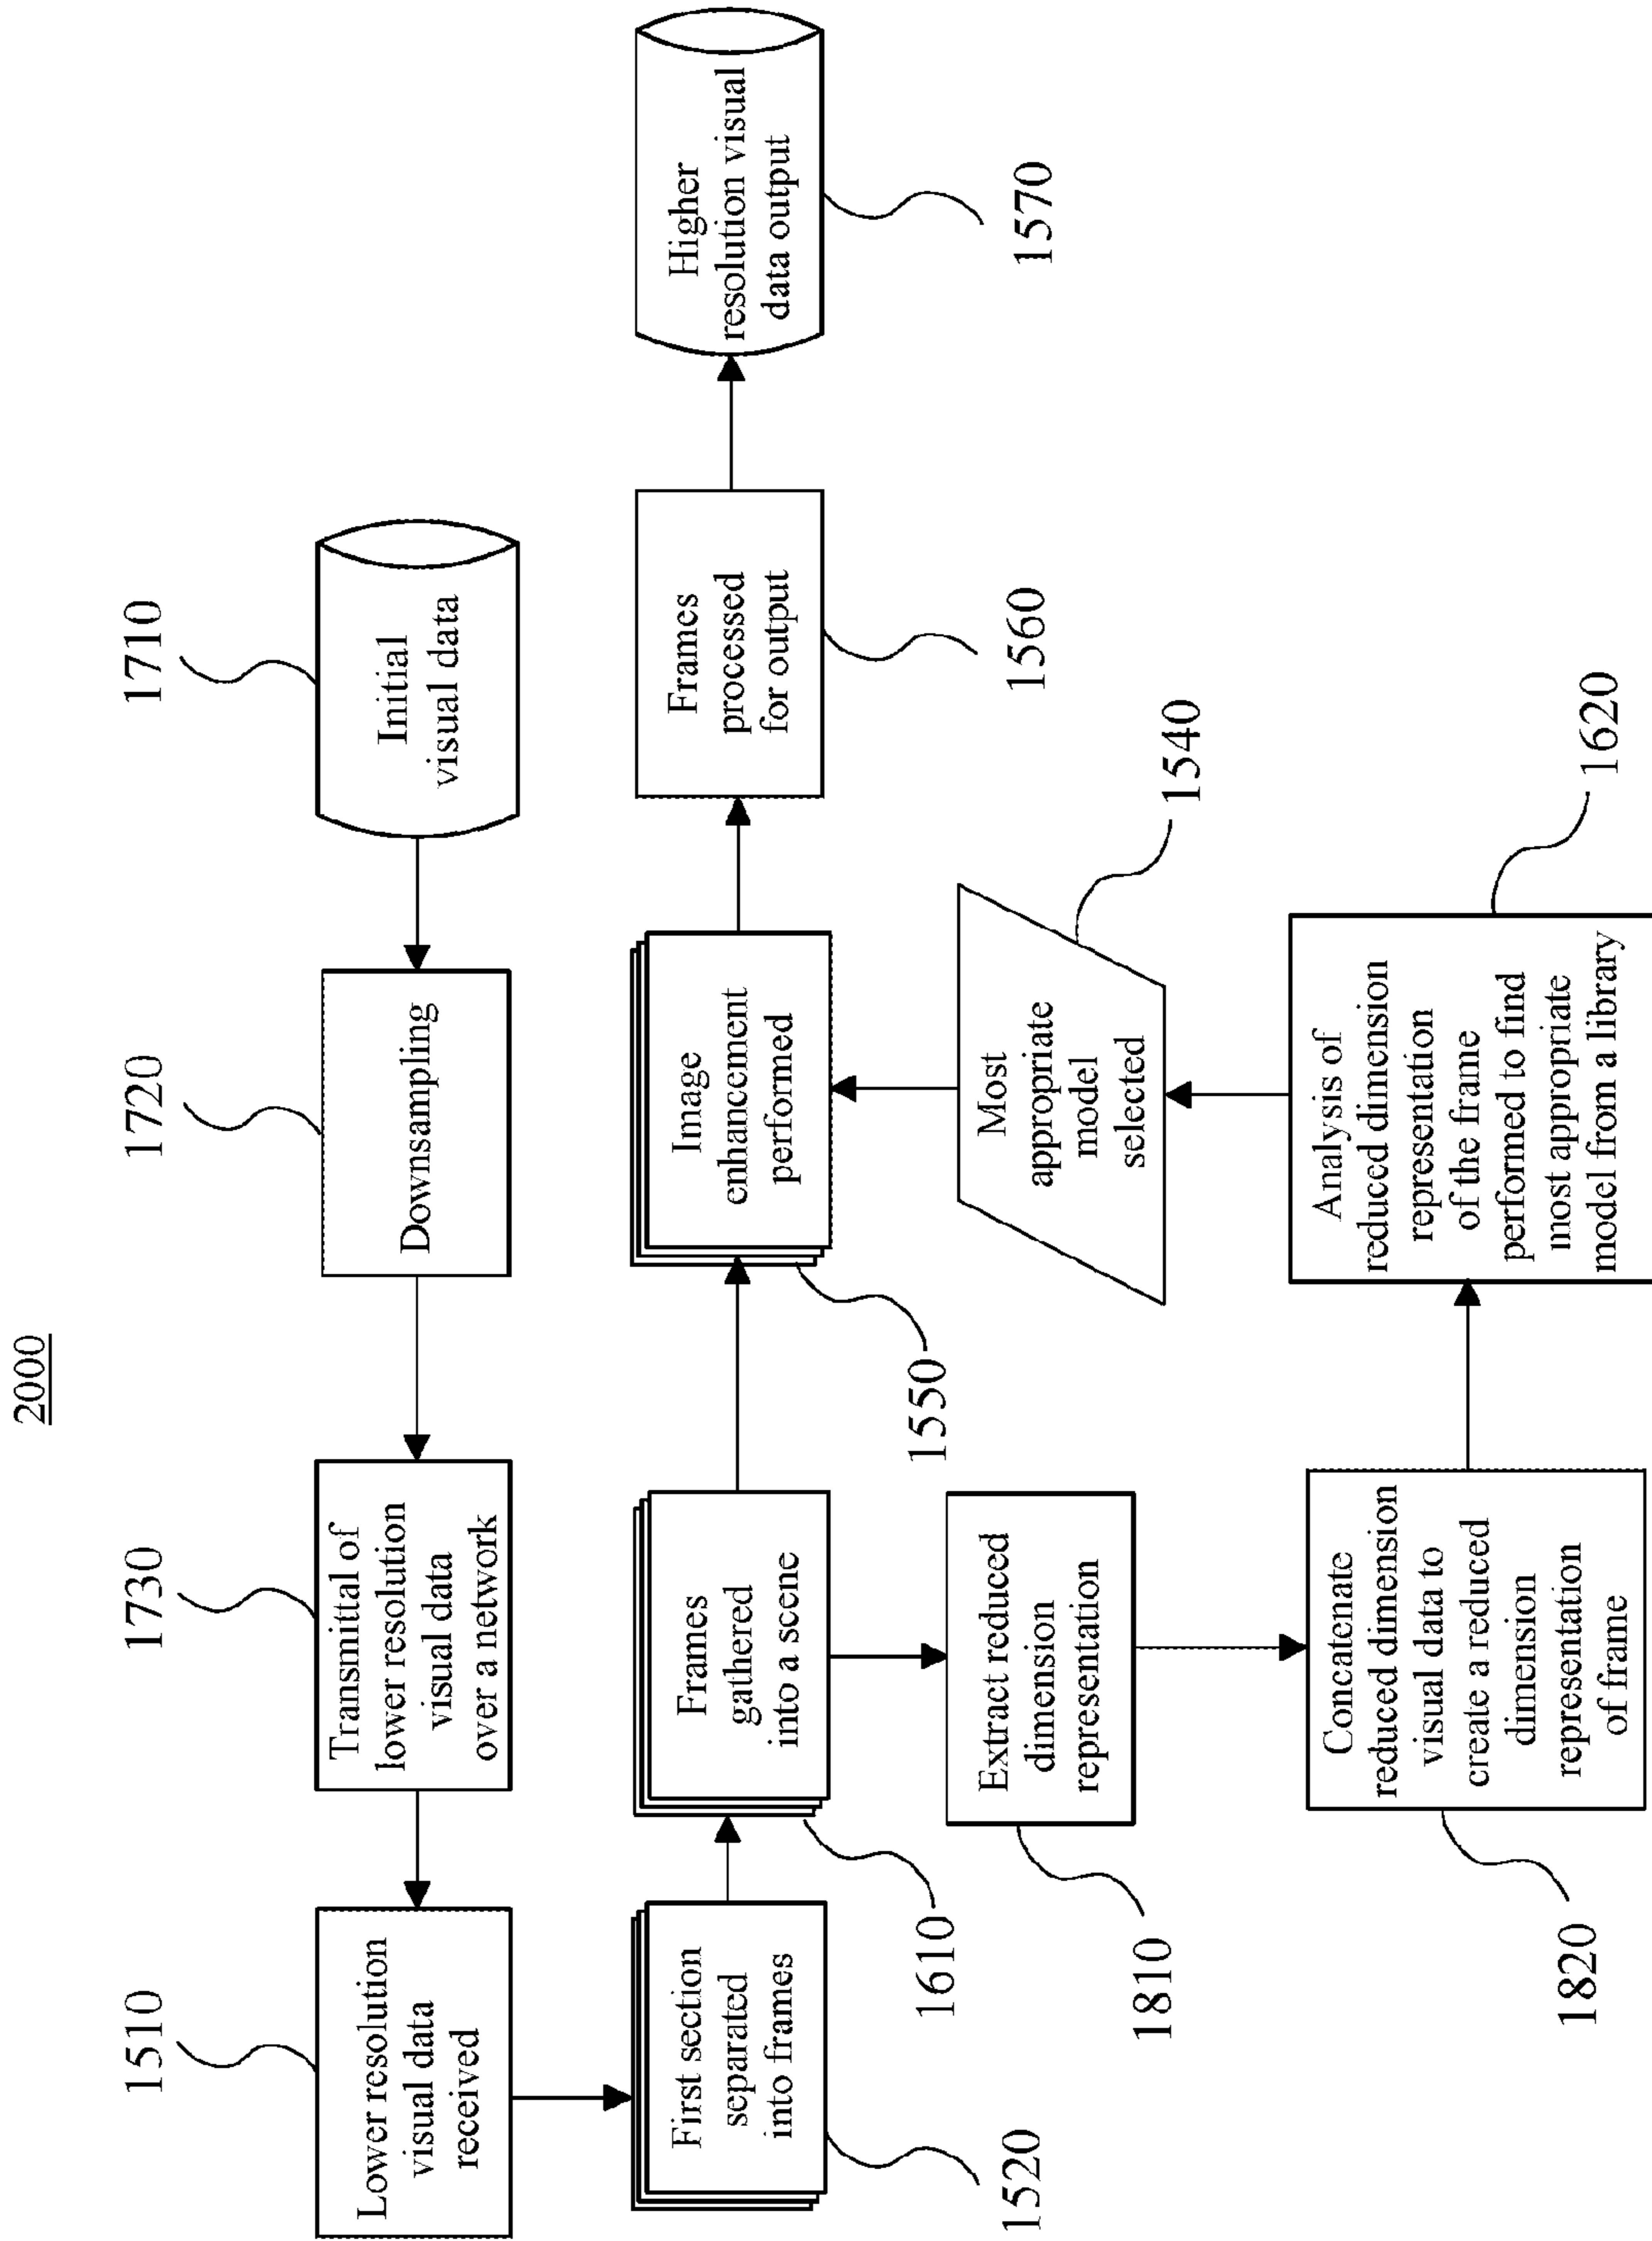 2000
1510
1730
1720
1710
Lower resolution
visual data
received
Transmittal of
lower resolution
visual data
over a network
Downsampling
Initial
visual data
First section
separated
into frames
Frames
gathered
into a scene
Image
enhancement
performed
Frames
processed
for output
Higher
resolution visual
data output
1520
1610
1550
1560
1570
Extract reduced
dimension
representation
Most
appropriate
model
selected
1810
1540
Concatenate
reduced dimension
visual data to
create a reduced
dimension
representation
of frame
Analysis of
reduced dimension
representation
of the frame
performed to find
most appropriate
model from a library
1820
1620